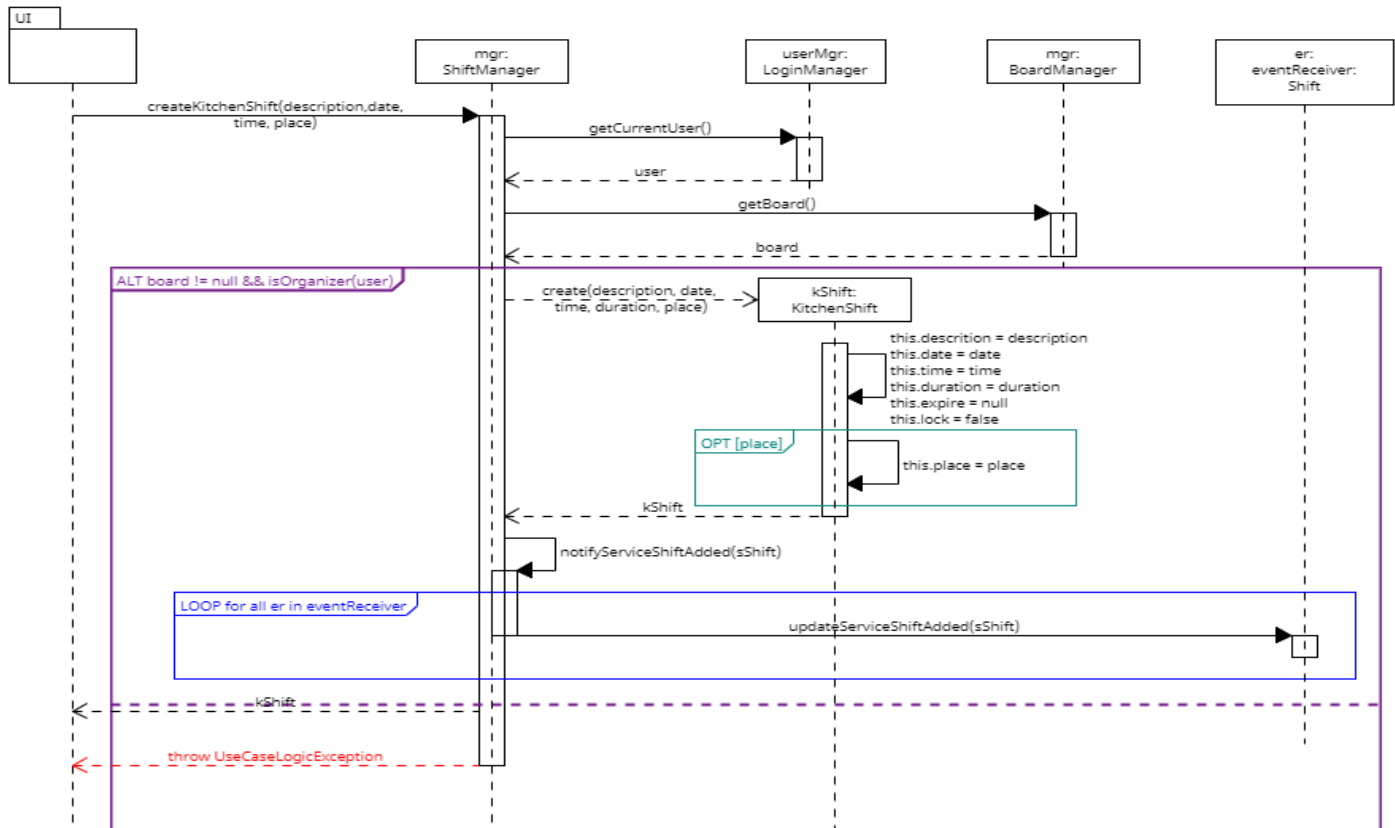 UI
mgr:
ShiftManager
userMgr:
LoginManager
mgr:
BoardManager
er:
eventReceiver:
Shift
createKitchenShift(description,date,
time, place)
getCurrentUser()
user
getBoard()
board
ALT board != null && isOrganizer(user)
create(description, date,
time, duration, place)
kShift:
KitchenShift
this.descrition = description
this.date = date
this.time = time
this.duration = duration
this.expire = null
this.lock = false
OPT [place]
this.place = place
kShift
notifyServiceShiftAdded(sShift)
LOOP for all er in eventReceiver
updateServiceShiftAdded(sShift)
kShift
throw UseCaseLogicException